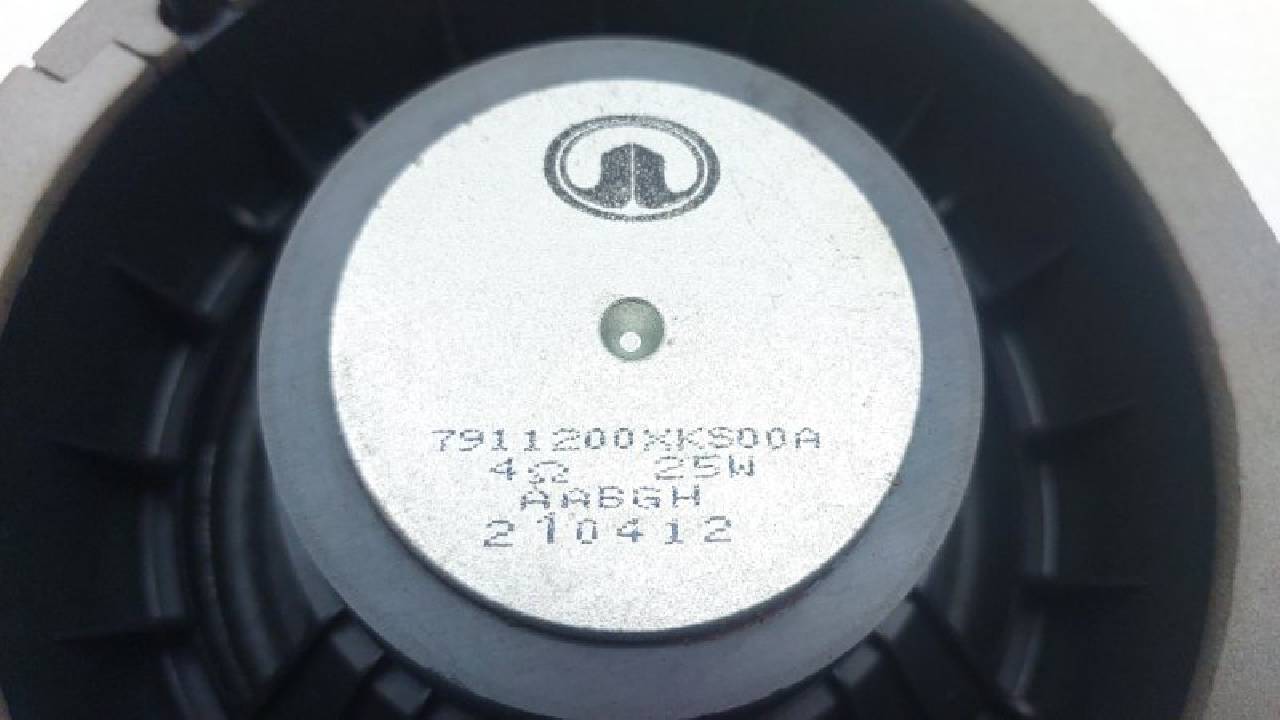 7911200XKS00A
4Ω 25W
AABGH
210412